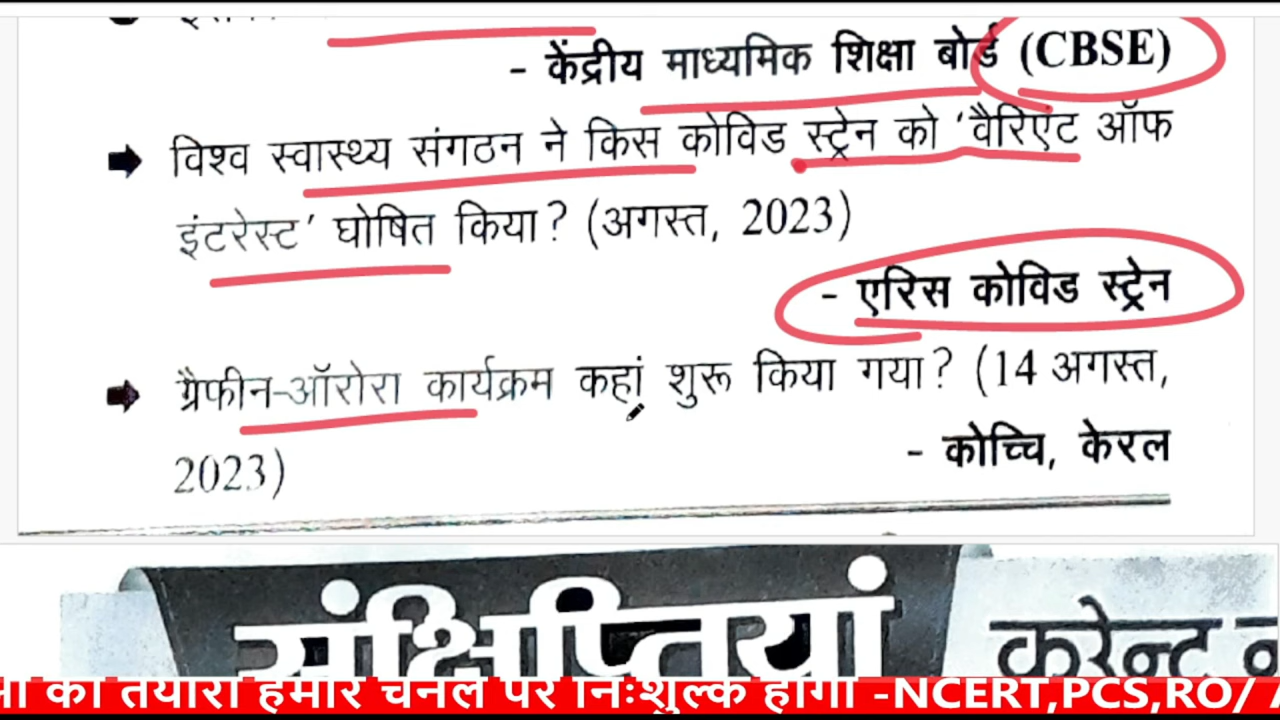 - केंद्रीय माध्यमिक शिक्षा बोर्ड (CBSE)
विश्व स्वास्थ्य संगठन ने किस कोविड स्ट्रेन को ‘वैरिएंट ऑफ
इंटरेस्ट’ घोषित किया? (अगस्त, 2023)
- एरिस कोविड स्ट्रेन
ग्रैफीन-ऑरोरा कार्यक्रम कहां शुरू किया गया? (14 अगस्त,
- कोच्चि, केरल
2023)
संक्षिप्तियां
करेन्ट
का तैयारी हमारे चैनल पर निःशुल्क होगी -NCERT,PCS,RO/